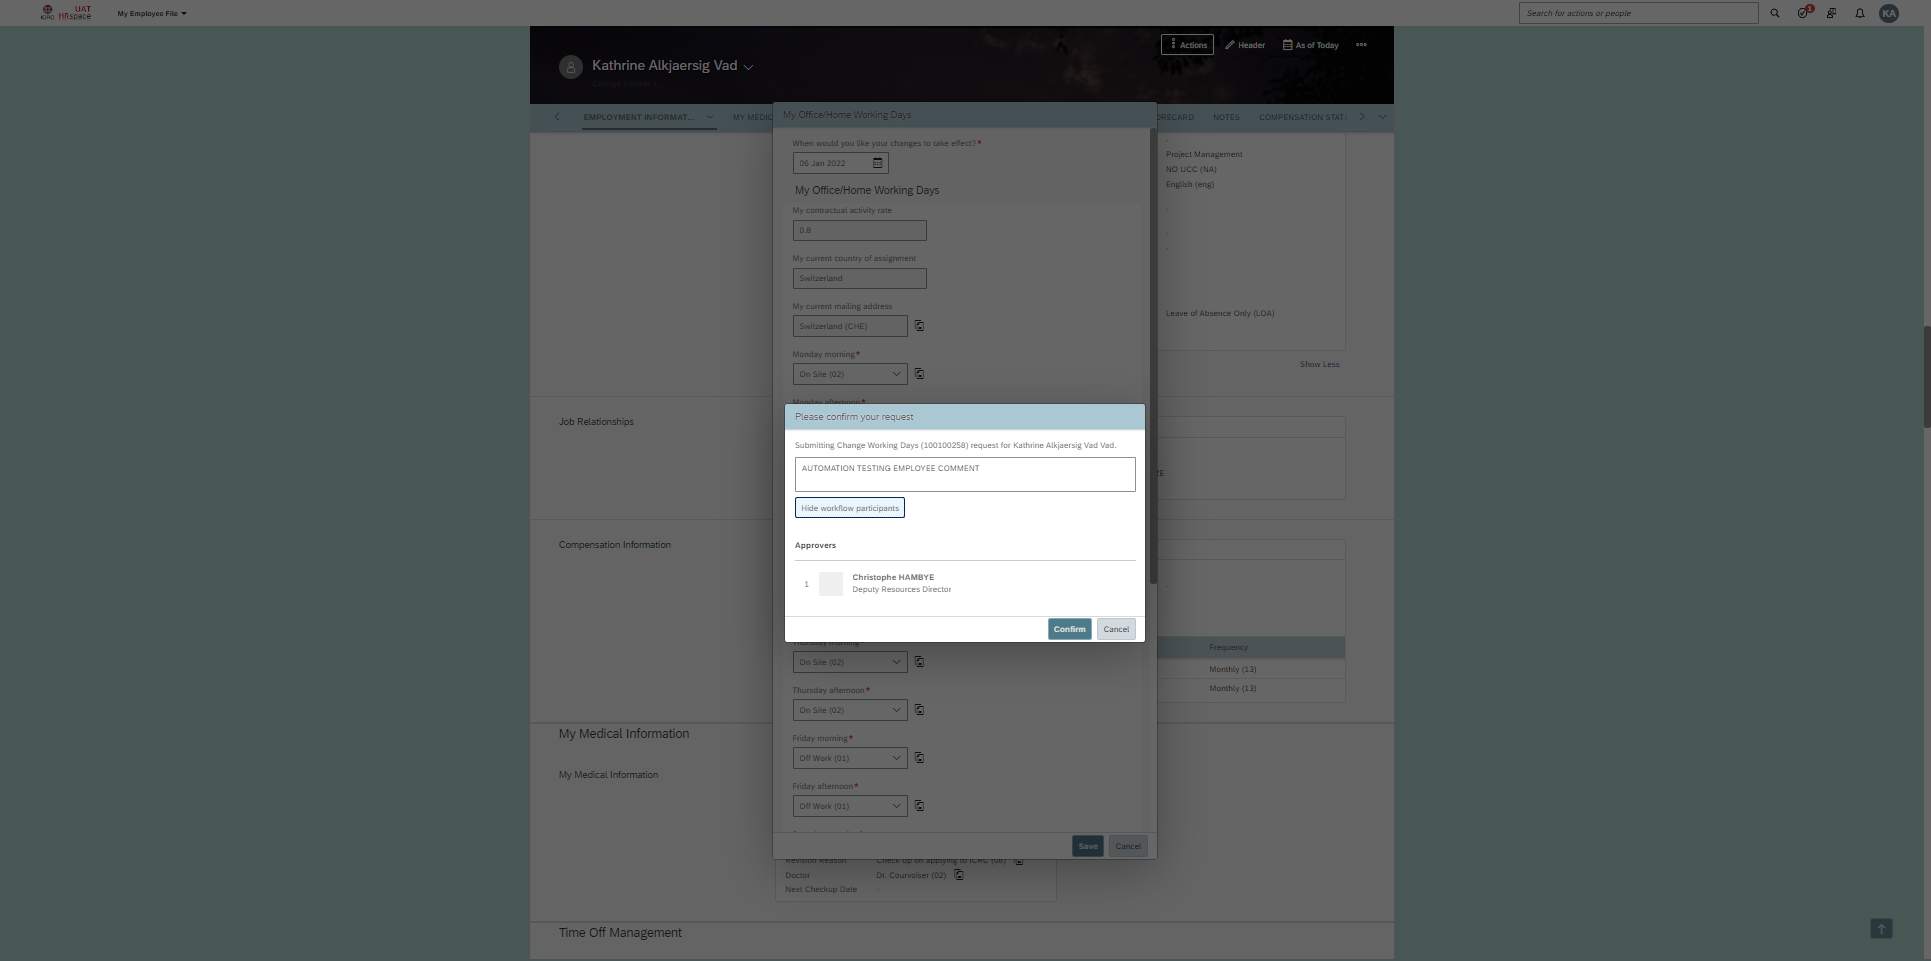 ICRC
UAT
HRspace
My Employee File
Search for actions or people
1
KA
Actions
Header
As of Today
Kathrine Alkjaersig Vad
EMPLOYMENT INFORMAT...
MY MEDIC
ORECARD
NOTES
COMPENSATION STAT
My Office/Home Working Days
When would you like your changes to take effect?*
06 Jan 2022
My Office/Home Working Days
My contractual activity rate
0.8
My current country of assignment
Switzerland
My current mailing address
Switzerland (CHE)
Monday morning*
On Site (02)
Monday afternoon*
Project Management
NO UCC (NA)
English (eng)
Leave of Absence Only (LOA)
Show Less
Job Relationships
Compensation Information
Please confirm your request
Submitting Change Working Days (100100258) request for Kathrine Alkjaersig Vad Vad.
AUTOMATION TESTING EMPLOYEE COMMENT
Hide workflow participants
Approvers
1
Christophe HAMBYE
Deputy Resources Director
Confirm
Cancel
Thursday morning*
On Site (02)
Thursday afternoon*
On Site (02)
Friday morning*
Off Work (01)
Friday afternoon*
Off Work (01)
Save
Cancel
Frequency
Monthly (13)
Monthly (13)
My Medical Information
My Medical Information
Revision Reason
Check up on applying to ICRC (08)
Doctor
Dr. Courvoiser (02)
Next Checkup Date
-
Time Off Management